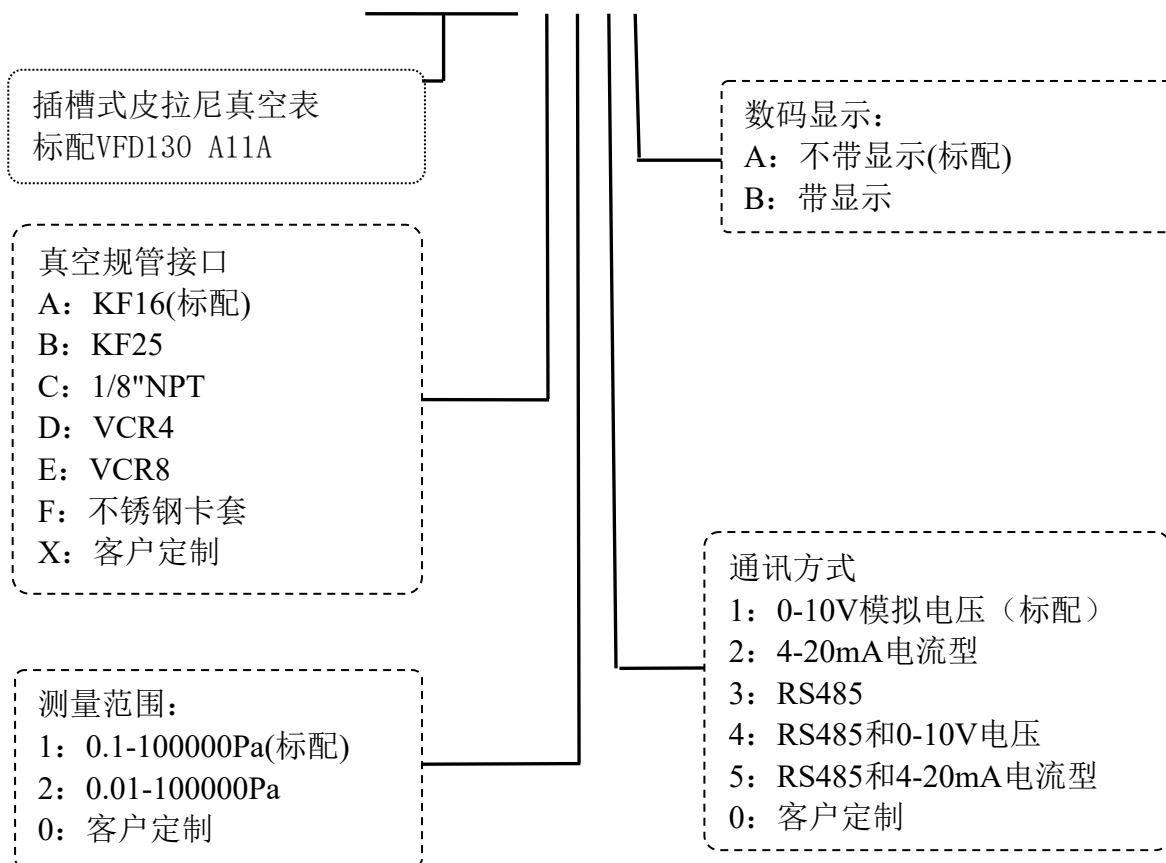 插槽式皮拉尼真空表
标配VFD130 A11A
真空规管接口
A：KF16(标配)
B：KF25
C：1/8"NPT
D：VCR4
E：VCR8
F：不锈钢卡套
X：客户定制
测量范围：
1：0.1-100000Pa(标配)
2：0.01-100000Pa
0：客户定制
数码显示：
A：不带显示(标配)
B：带显示
通讯方式
1：0-10V模拟电压（标配）
2：4-20mA电流型
3：RS485
4：RS485和0-10V电压
5：RS485和4-20mA电流型
0：客户定制